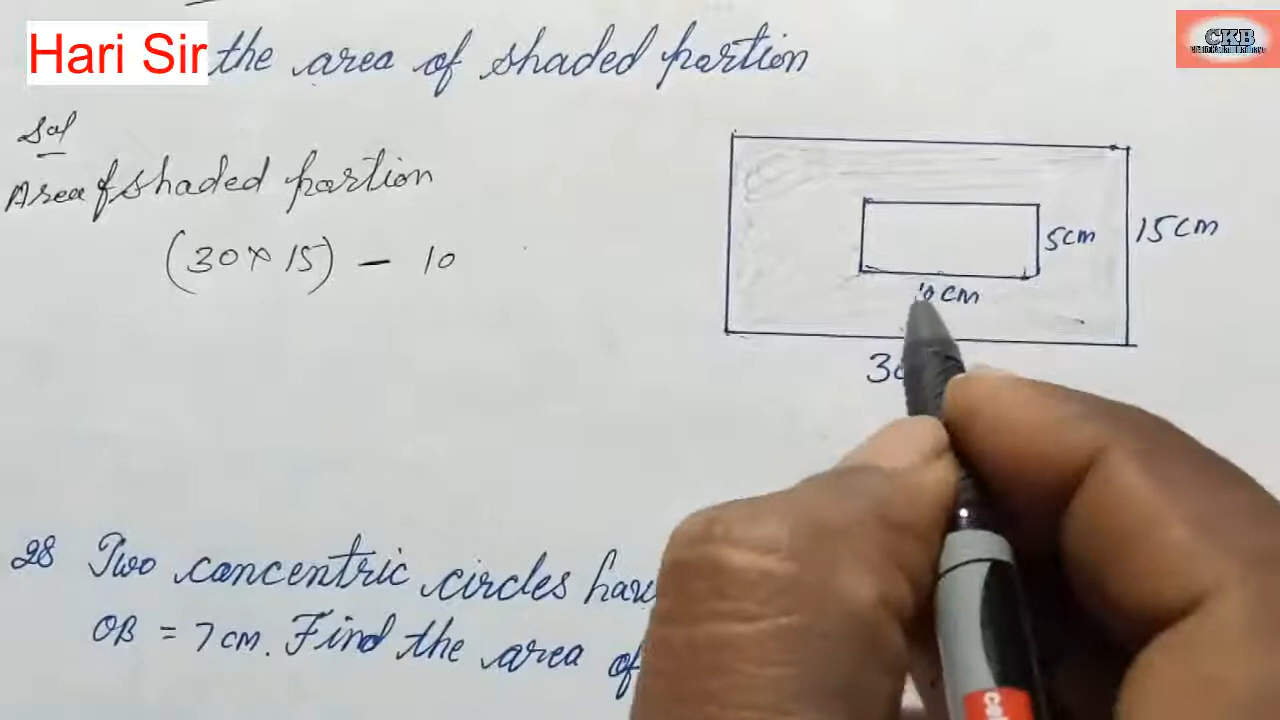 Hari Sir the area of shaded portion
CKB
Sol
Area of shaded portion
(30 × 15) - 10
5cm
15cm
10cm
28 Two concentric circles
OB = 7cm. Find the area of